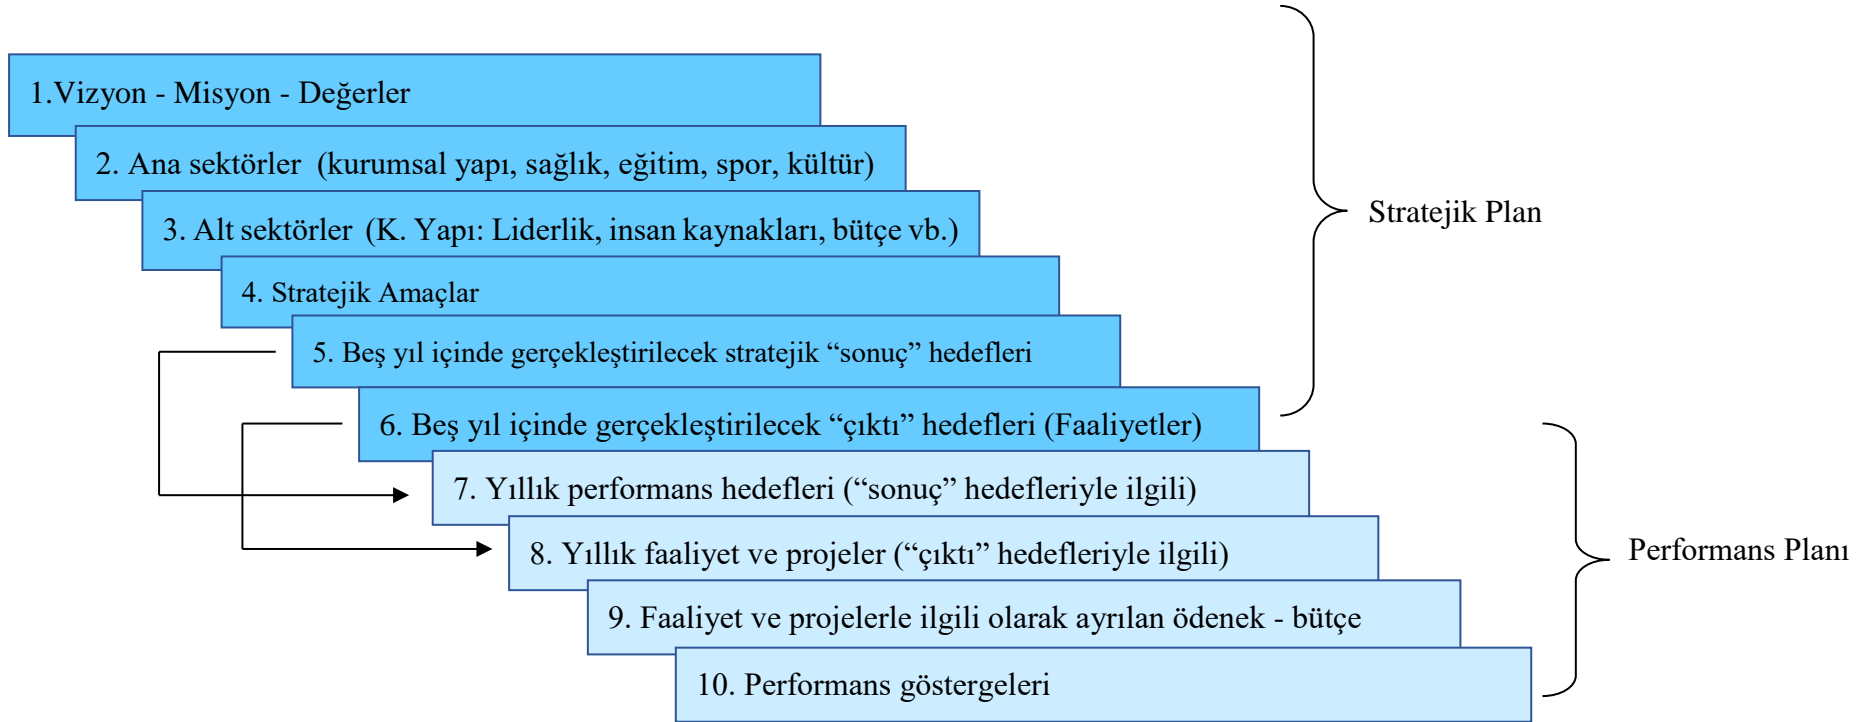 1.Vizyon - Misyon - Değerler
2. Ana sektörler (kurumsal yapı, sağlık, eğitim, spor, kültür)
3. Alt sektörler (K. Yapı: Liderlik, insan kaynakları, bütçe vb.)
Stratejik Plan
4. Stratejik Amaçlar
5. Beş yıl içinde gerçekleştirilecek stratejik “sonuç” hedefleri
6. Beş yıl içinde gerçekleştirilecek “çıktı” hedefleri (Faaliyetler)
7. Yıllık performans hedefleri (“sonuç” hedefleriyle ilgili)
8. Yıllık faaliyet ve projeler (“çıktı” hedefleriyle ilgili)
Performans Planı
9. Faaliyet ve projelerle ilgili olarak ayrılan ödenek - bütçe
10. Performans göstergeleri